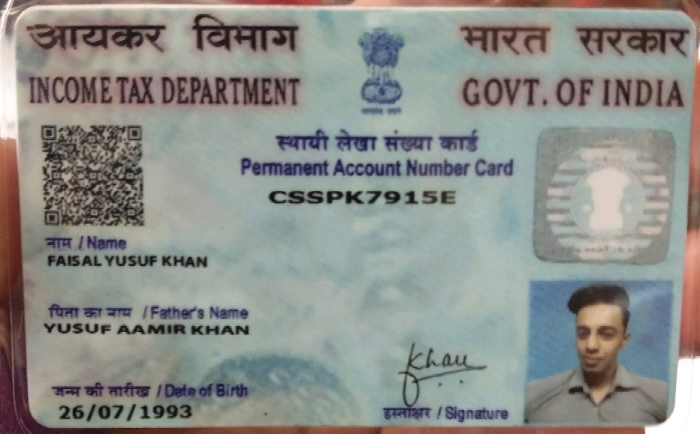 आयकर विभाग
भारत सरकार
INCOME TAX DEPARTMENT
GOVT. OF INDIA
स्थायी लेखा संख्या कार्ड
Permanent Account Number Card
CSSPK7915E
नाम / Name
FAISAL YUSUF KHAN
पिता का नाम / Father's Name
YUSUF AAMIR KHAN
Khan
जन्म की तारीख / Date of Birth
26/07/1993
हस्ताक्षर / Signature